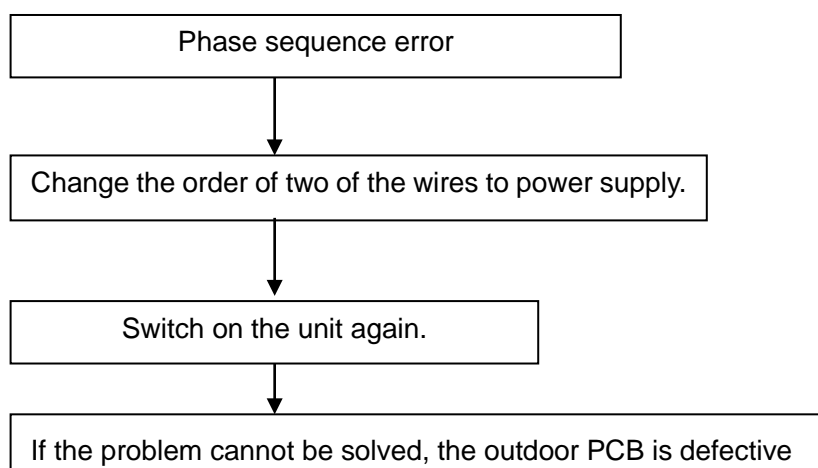 Phase sequence error
Change the order of two of the wires to power supply.
Switch on the unit again.
If the problem cannot be solved, the outdoor PCB is defective